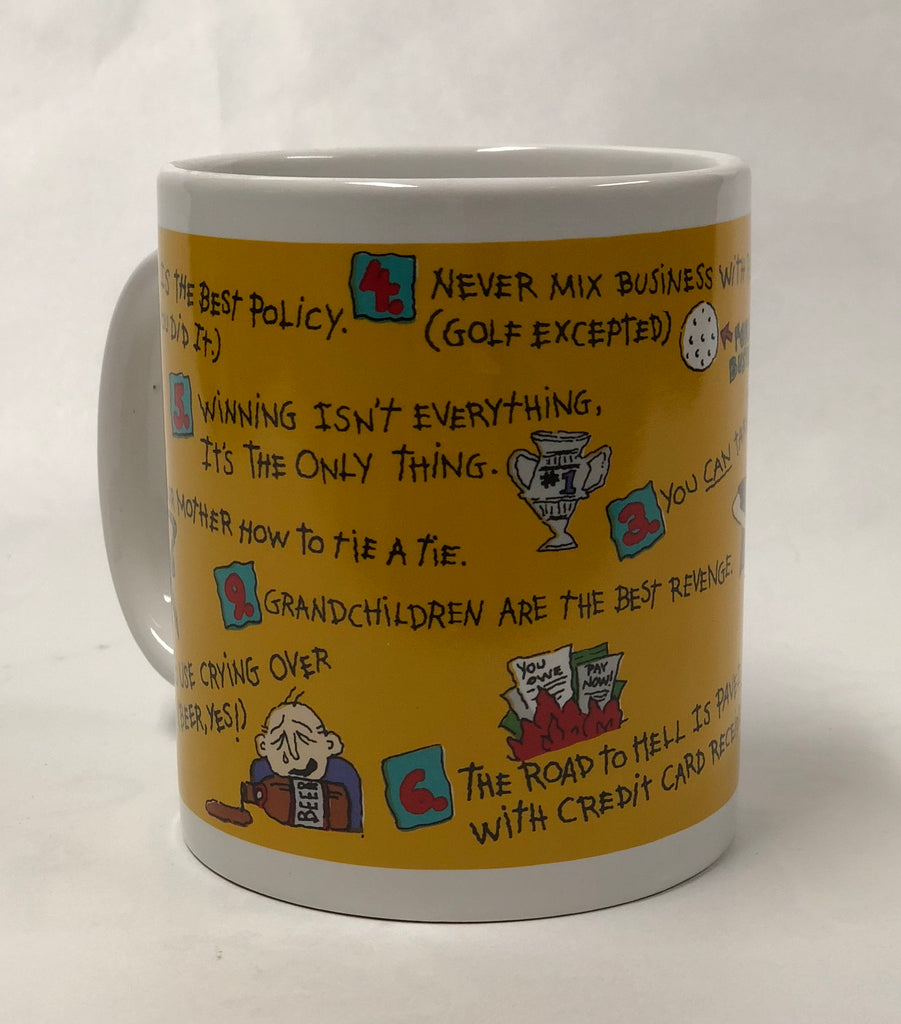 IS THE BEST POLICY.
DID IT.)
4.
NEVER MIX BUSINESS WITH
(GOLF EXCEPTED)
5.
WINNING ISN'T EVERYTHING,
IT'S THE ONLY THING.
#1
3.
YOU CAN
MOTHER HOW TO TIE A TIE.
9.
GRANDCHILDREN ARE THE BEST REVENGE.
USE CRYING OVER
BEER, YES!)
BEER
YOU
OWE
PAY
NOW!
6.
THE ROAD TO HELL IS
WITH CREDIT CARD